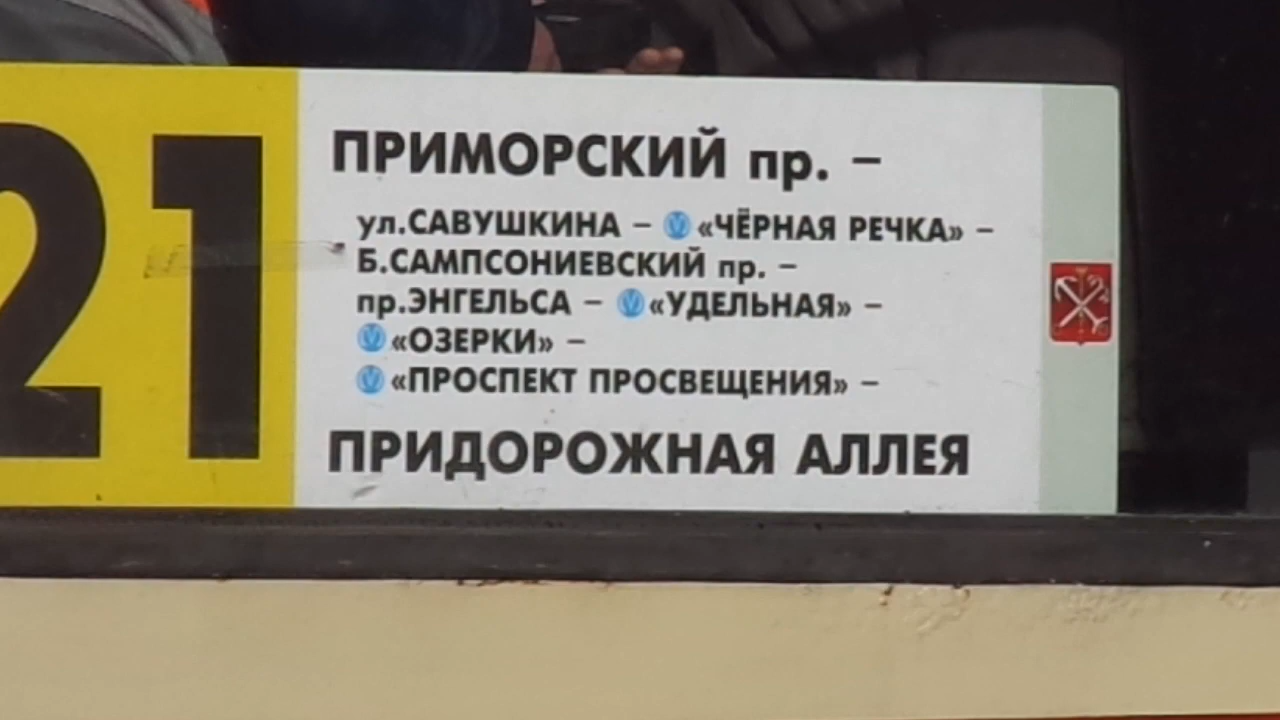 21
ПРИМОРСКИЙ пр. –
ул.САВУШКИНА – «ЧЁРНАЯ РЕЧКА» –
Б.САМПСОНИЕВСКИЙ пр. –
пр.ЭНГЕЛЬСА – «УДЕЛЬНАЯ» –
«ОЗЕРКИ» –
«ПРОСПЕКТ ПРОСВЕЩЕНИЯ» –
ПРИДОРОЖНАЯ АЛЛЕЯ